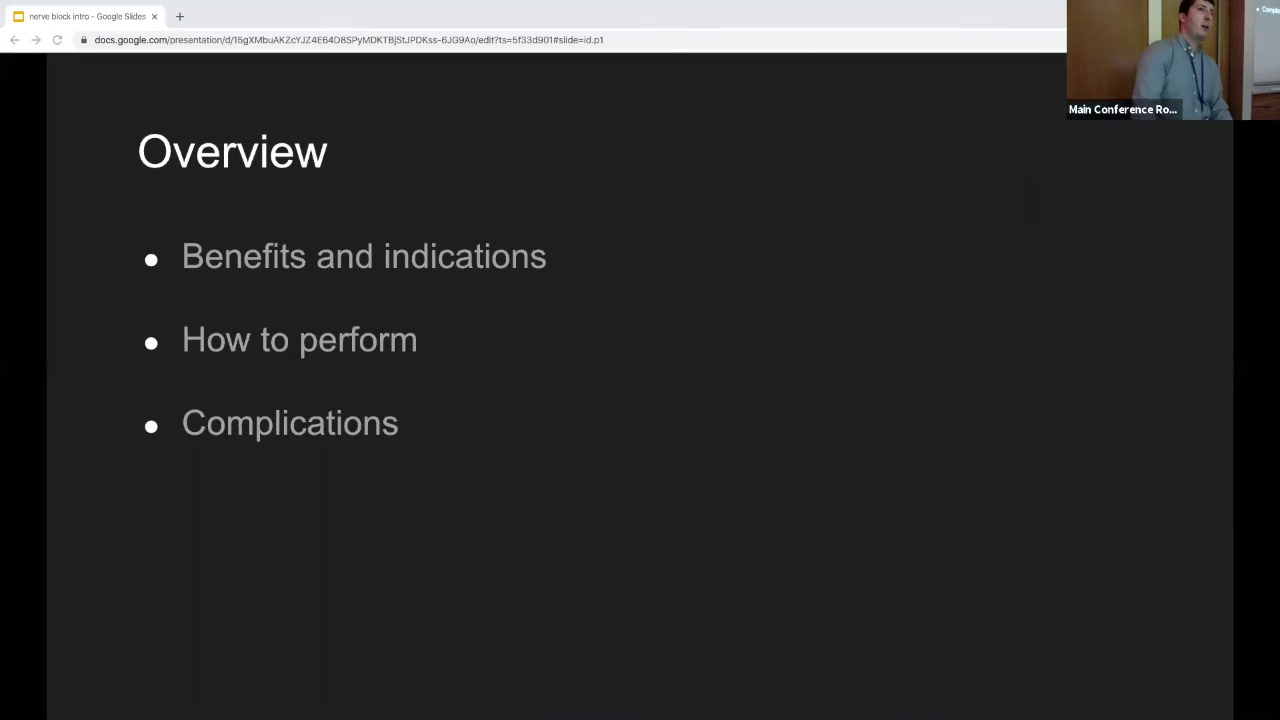 nerve block intro - Google Slides
docs.google.com/presentation/d/15gXMbuAKZcYJZ4E64D8SPyMDKTBjStJPDKss-6JG9Ao/edit?ts=5f33d901#slide=id.p1
Main Conference Ro...
Overview
• Benefits and indications
• How to perform
• Complications